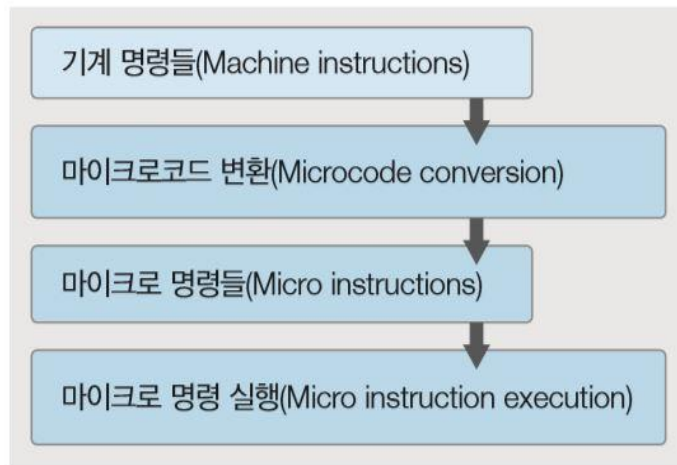 기계 명령들(Machine instructions)
마이크로코드 변환(Microcode conversion)
마이크로 명령들(Micro instructions)
마이크로 명령 실행(Micro instruction execution)